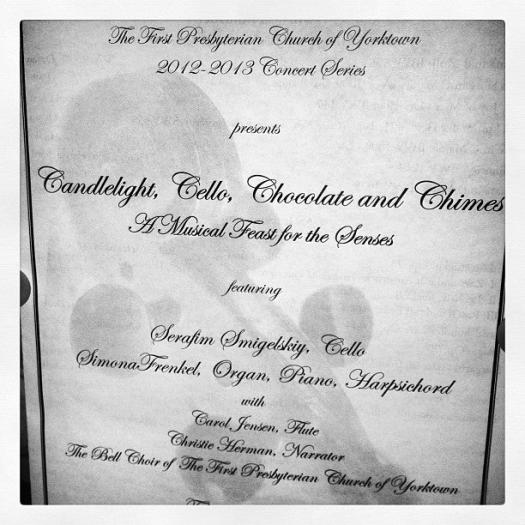 The First Presbyterian Church of Yorktown
2012-2013 Concert Series
presents
Candlelight, Cello, Chocolate and Chimes
A Musical Feast for the Senses
featuring
Serafim Smigelskiy, Cello
SimonaFrenkel, Organ, Piano, Harpsichord
with
Carol Jensen, Flute
Christie Herman, Narrator
The Bell Choir of The First Presbyterian Church of Yorktown